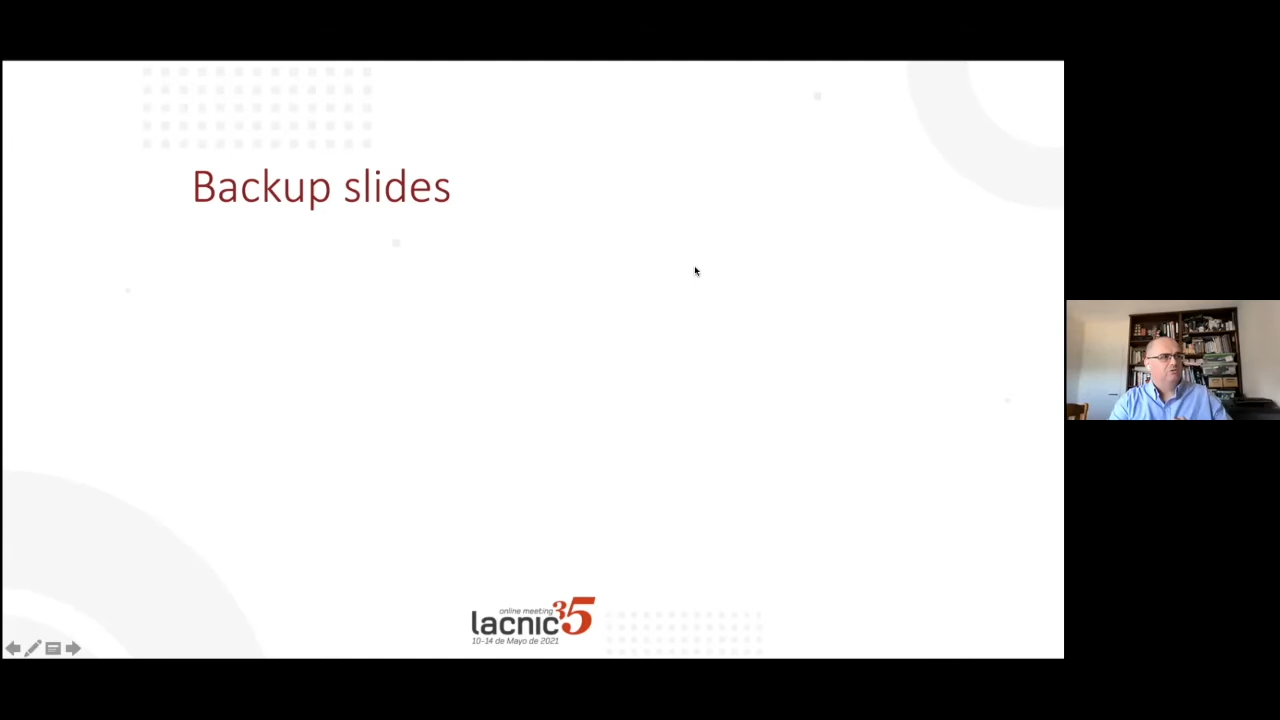 Backup slides
online meeting
lacnic35
10-14 de Mayo de 2021